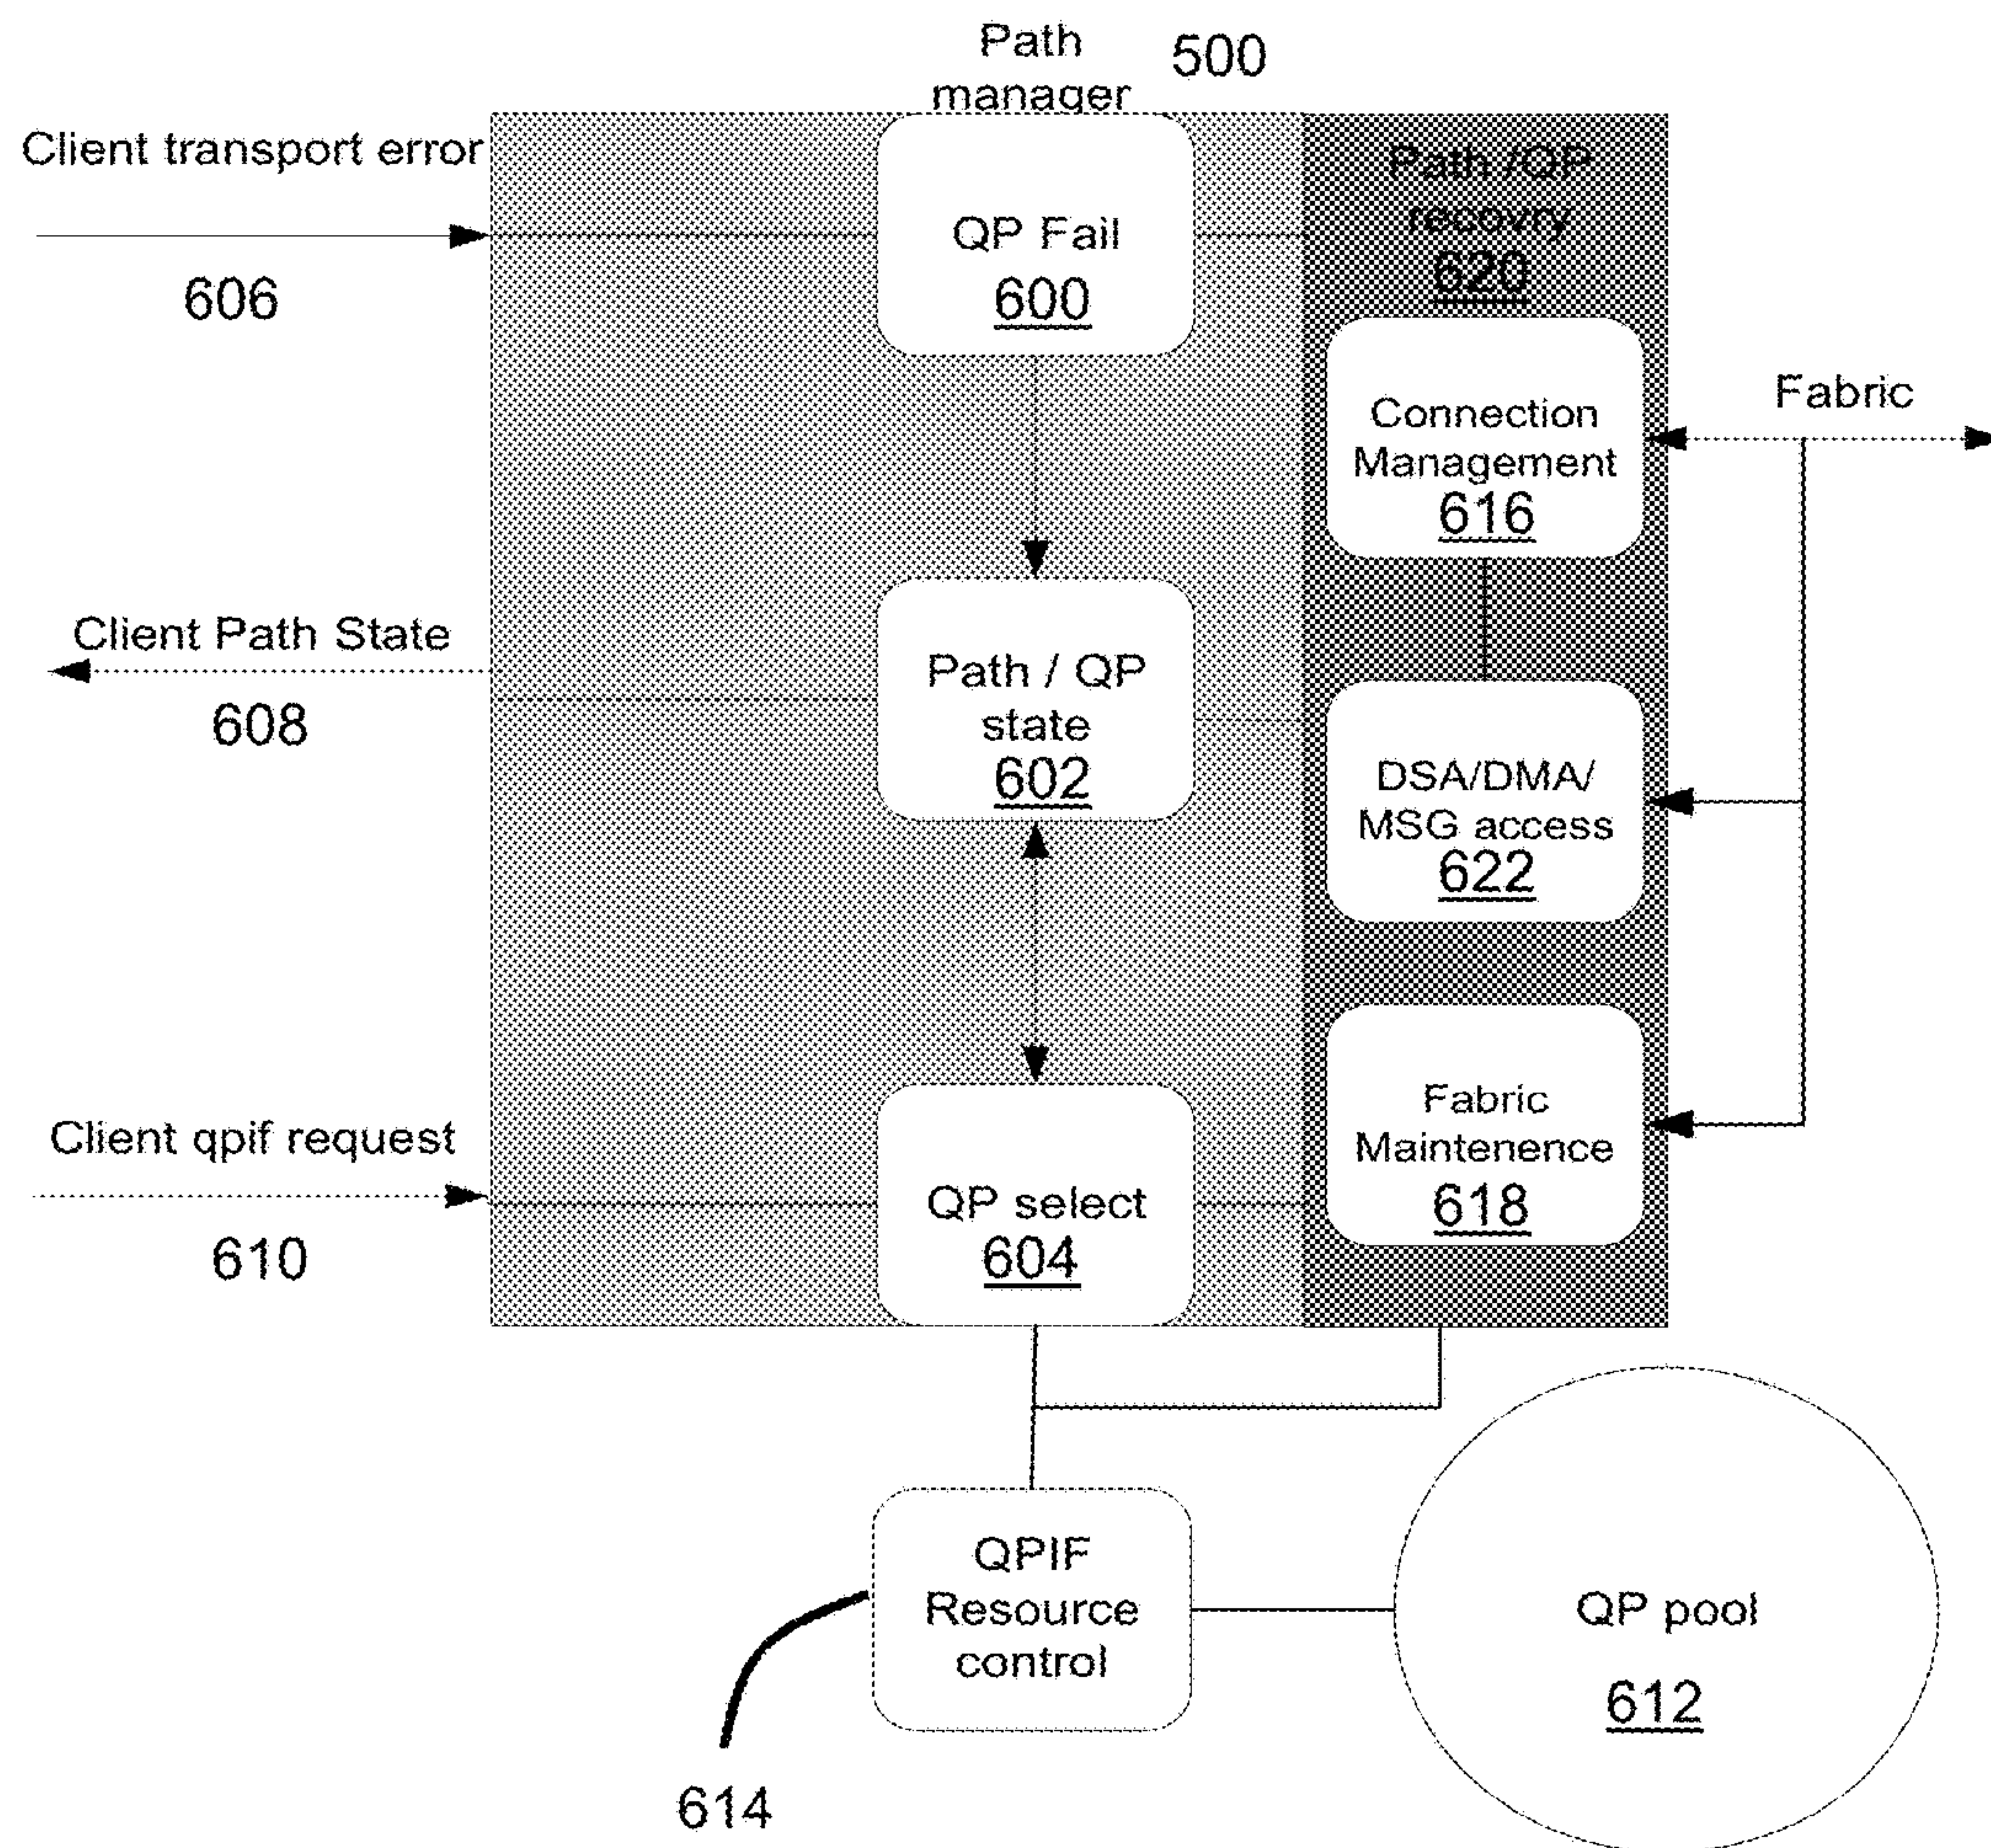 Path
manager
500
Client transport error
606
QP Fail
600
Path /QP
recovry
620
Connection
Management
616
Fabric
Client Path State
608
Path / QP
state
602
DSA/DMA/
MSG access
622
Client qpif request
610
QP select
604
Fabric
Maintenence
618
QPIF
Resource
control
614
QP pool
612